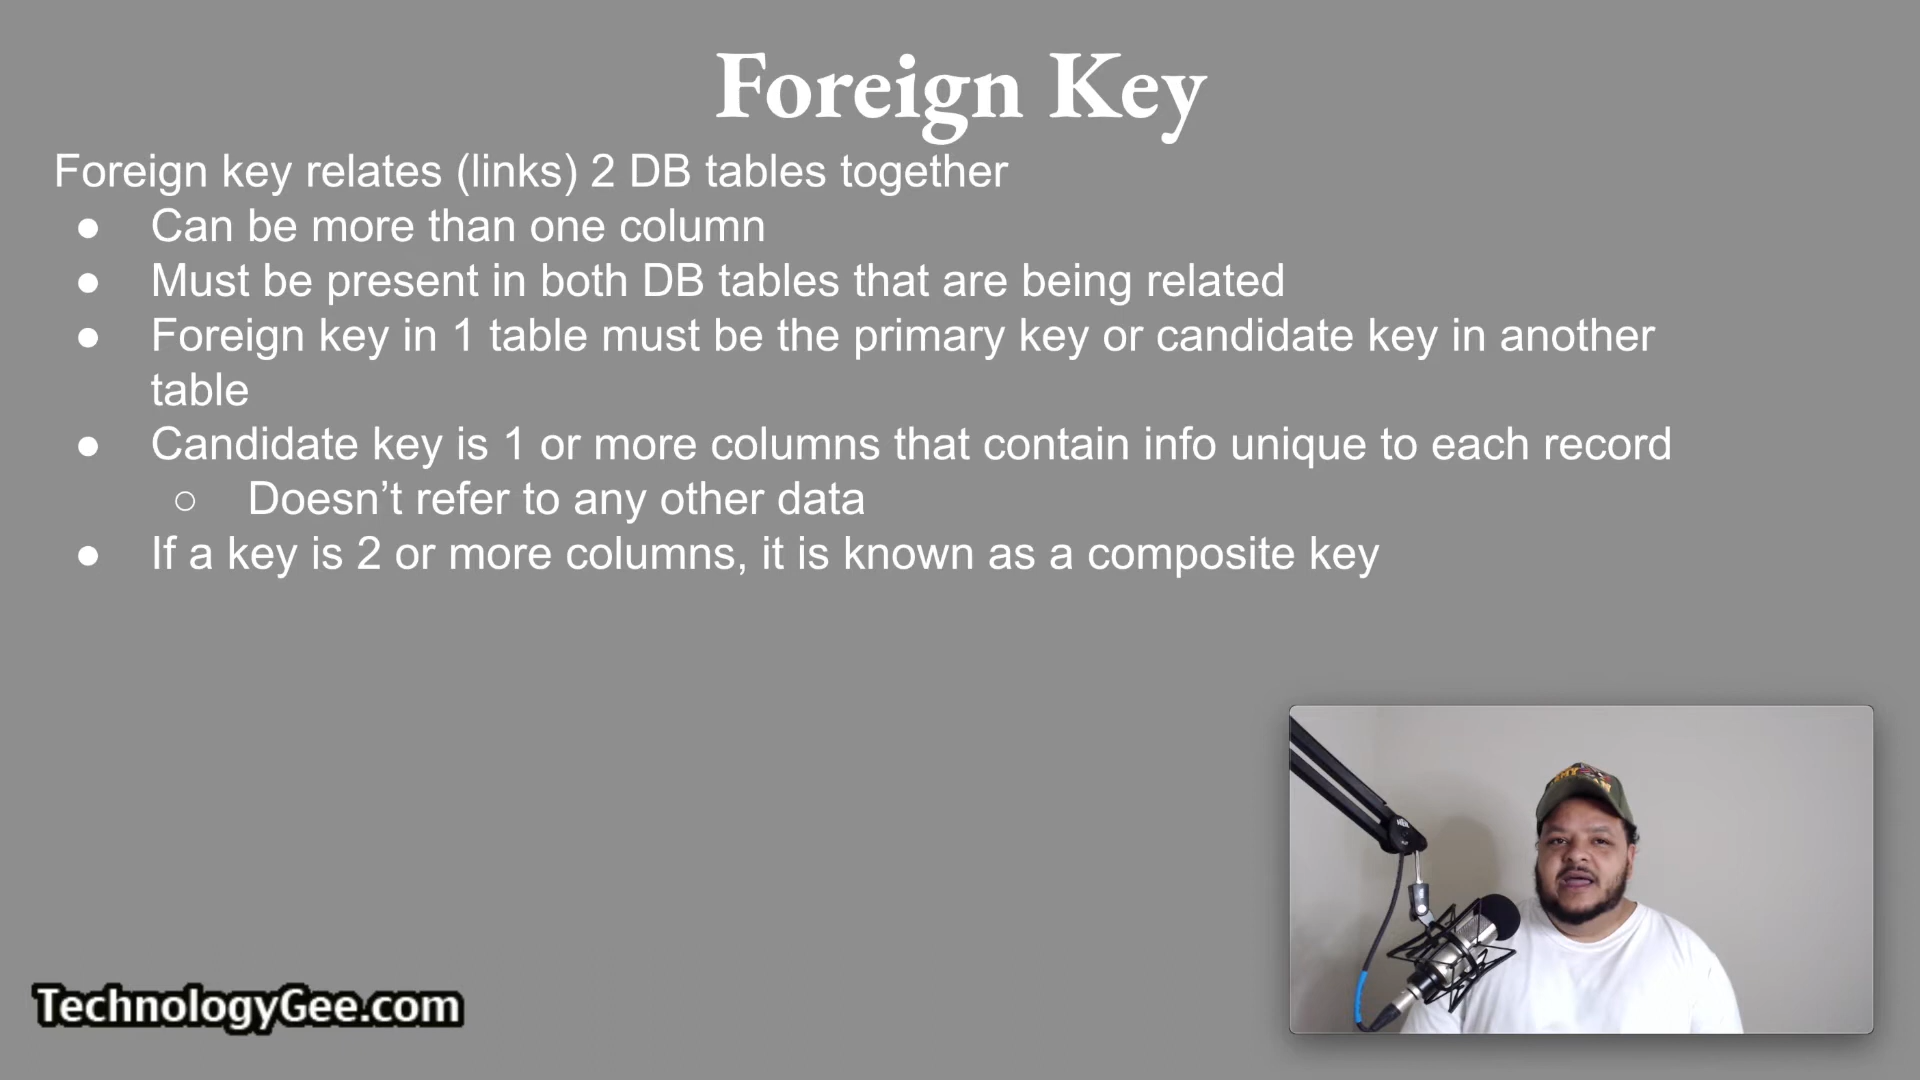 Foreign Key
Foreign key relates (links) 2 DB tables together
● Can be more than one column
● Must be present in both DB tables that are being related
● Foreign key in 1 table must be the primary key or candidate key in another
table
● Candidate key is 1 or more columns that contain info unique to each record
○ Doesn’t refer to any other data
● If a key is 2 or more columns, it is known as a composite key
TechnologyGee.com